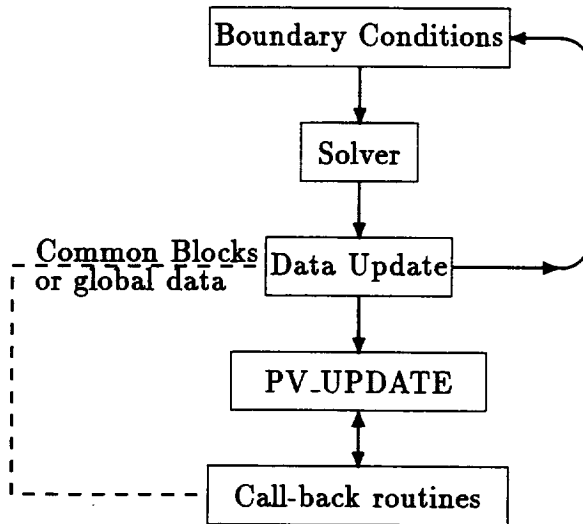 Boundary Conditions
Solver
Common Blocks
or global data
Data Update
PV_UPDATE
Call-back routines